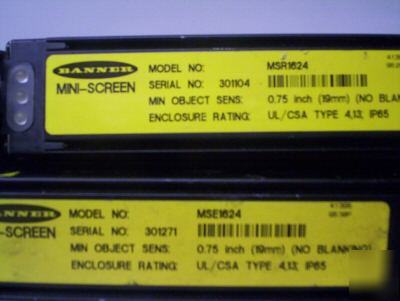 BANNER
MINI-SCREEN
MODEL NO: MSR1624
SERIAL NO: 301104
MIN OBJECT SENS: 0.75 inch (19mm) (NO BLAN
ENCLOSURE RATING: UL/CSA TYPE 4,13; IP65
BANNER
I-SCREEN
MODEL NO: MSE1624
SERIAL NO: 301271
MIN OBJECT SENS: 0.75 inch (19mm) (NO BLANKING)
ENCLOSURE RATING: UL/CSA TYPE 4,13; IP65